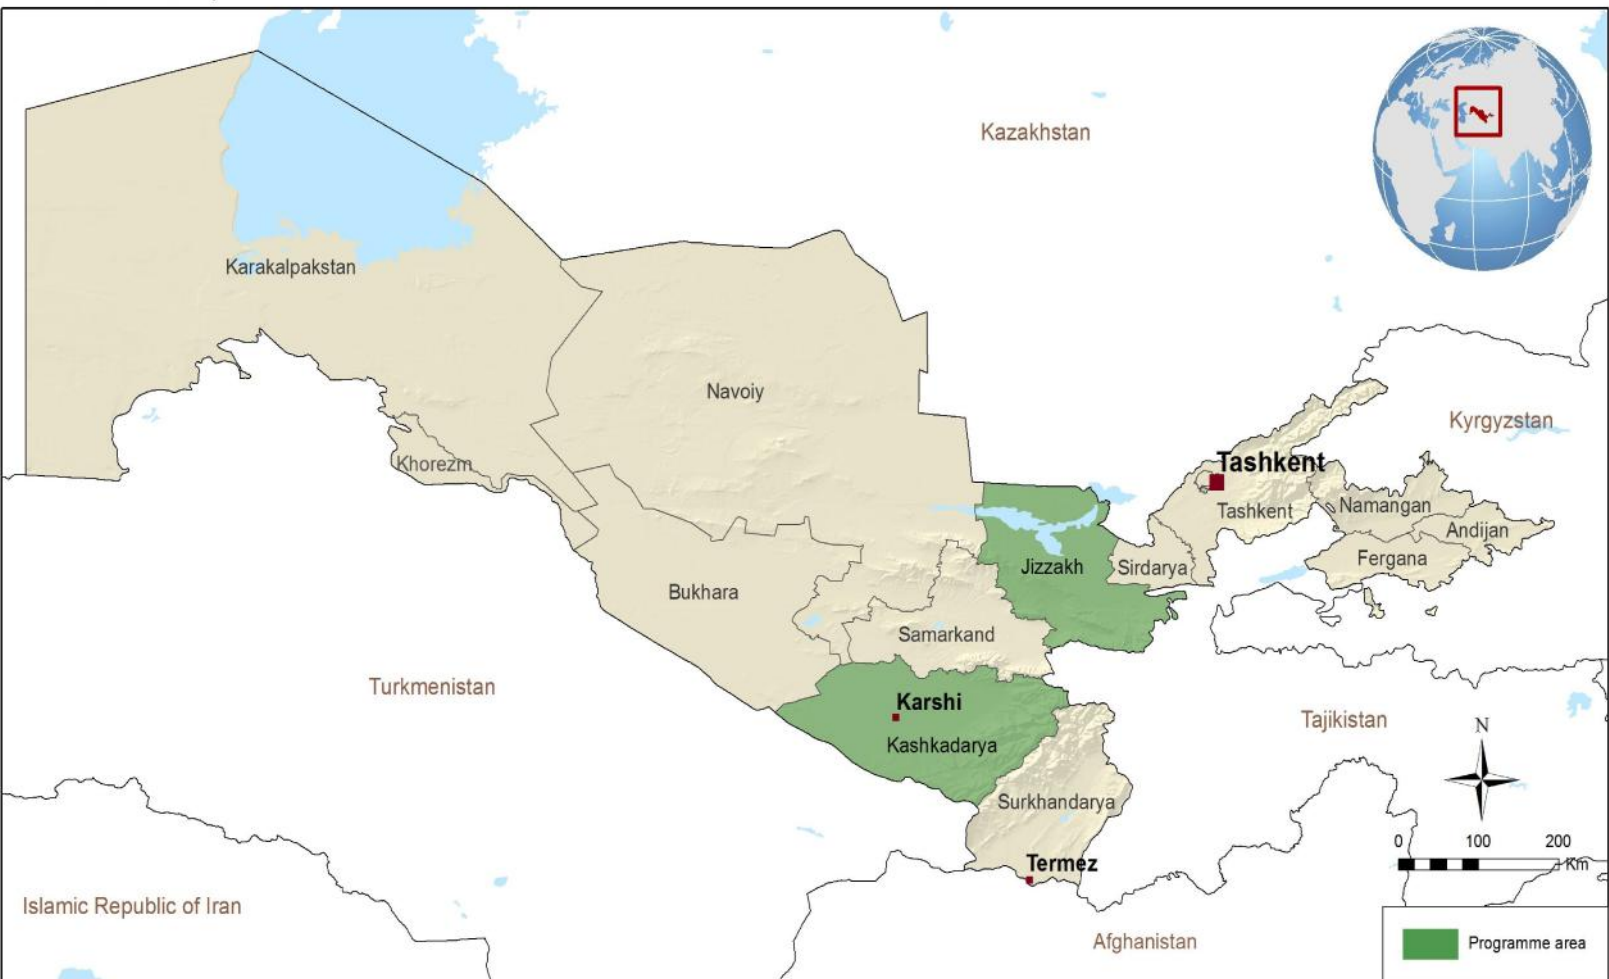 Kazakhstan
Karakalpakstan
Navoiy
Kyrgyzstan
Khorezm
Tashkent
Tashkent
Namangan
Andijan
Fergana
Jizzakh
Sirdarya
Bukhara
Samarkand
Turkmenistan
Karshi
Kashkadarya
Tajikistan
N
Surkhandarya
0 100 200
Km
Termez
Islamic Republic of Iran
Afghanistan
Programme area